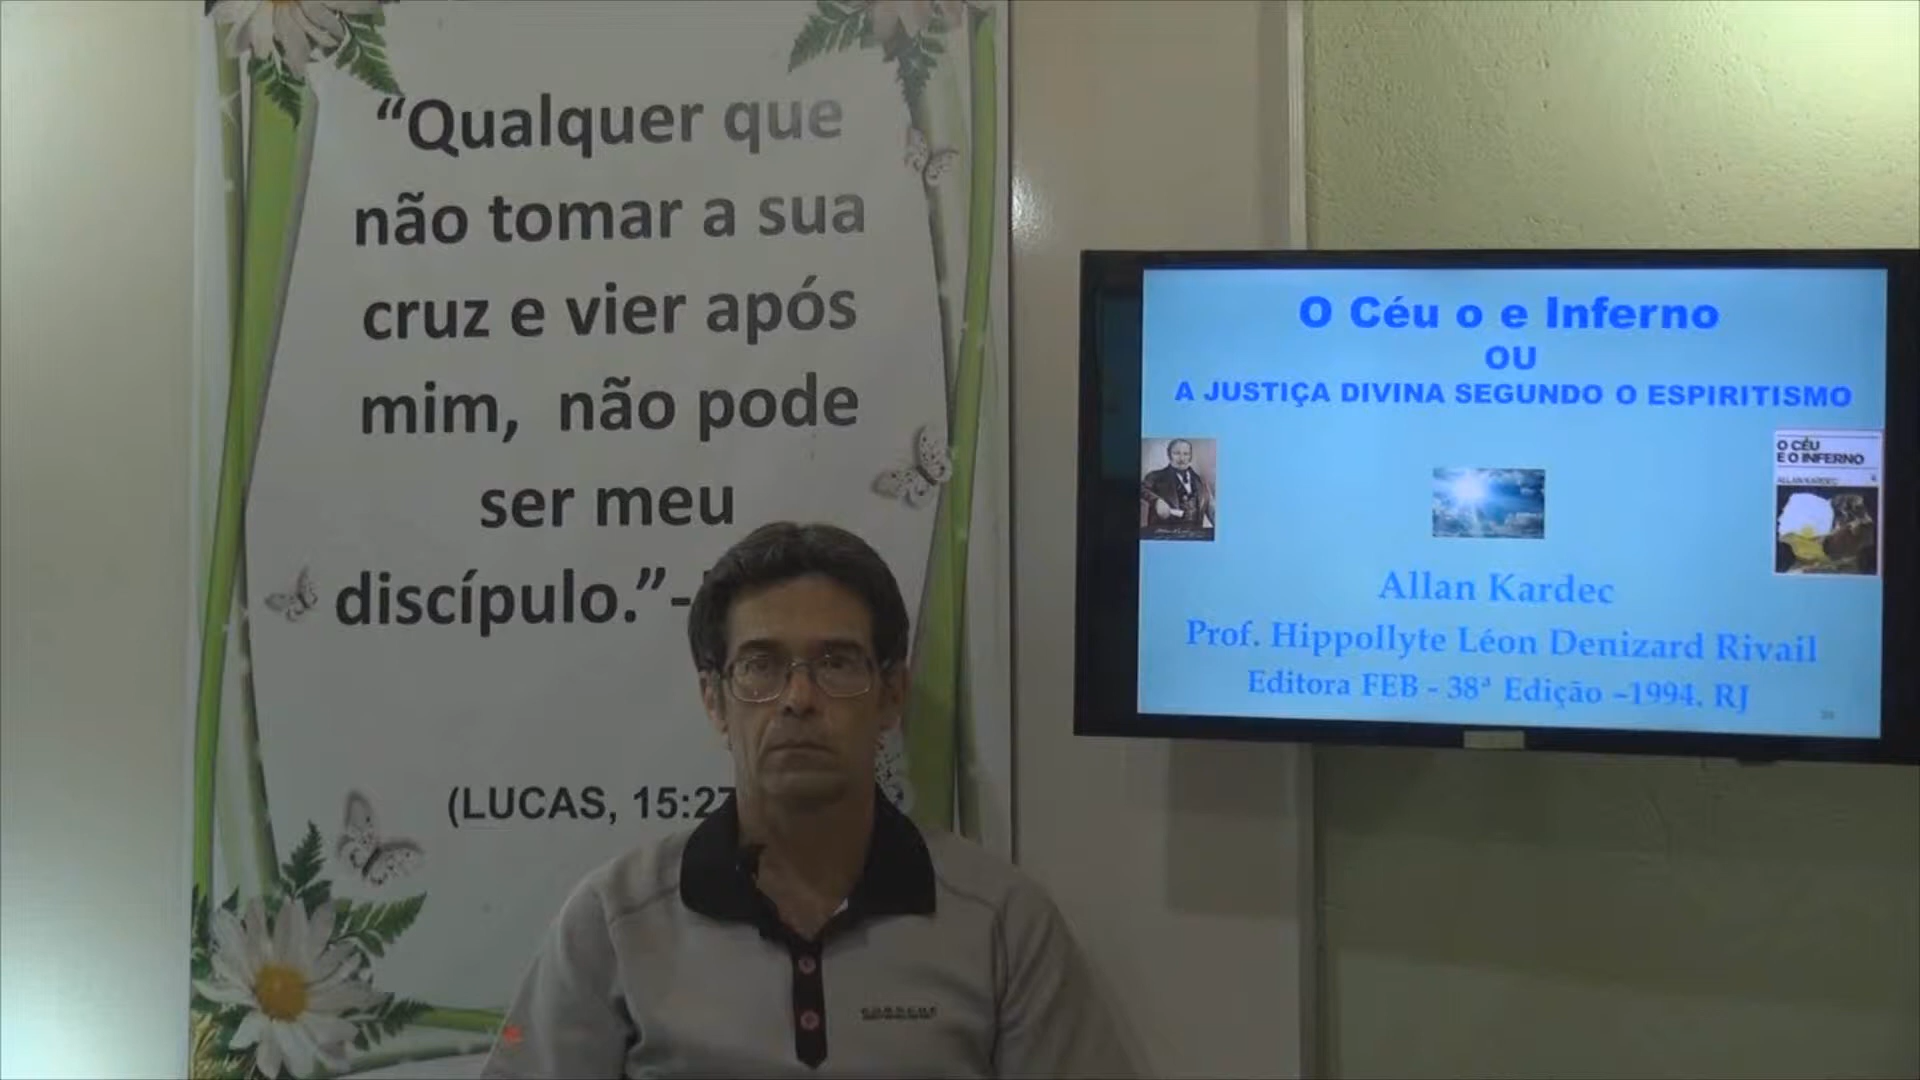 “Qualquer que
não tomar a sua
cruz e vier após
mim, não pode
ser meu
discípulo.”-
(LUCAS, 15:27
O Céu o e Inferno
OU
A JUSTIÇA DIVINA SEGUNDO O ESPIRITISMO
O CÉU
E O INFERNO
ALLAN KARDEC
Allan Kardec
Prof. Hippollyte Léon Denizard Rivail
Editora FEB - 38ª Edição –1994. RJ